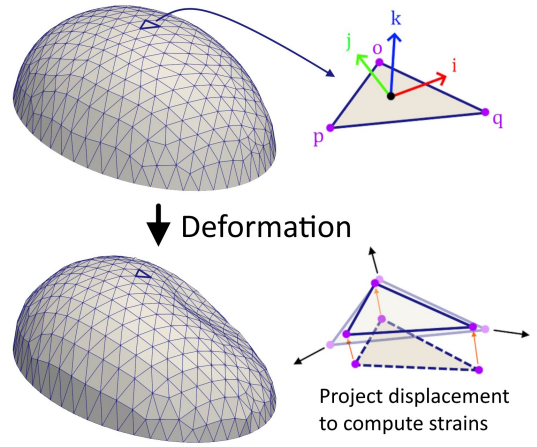 k
j
o
i
p
q
Deformation
Project displacement
to compute strains